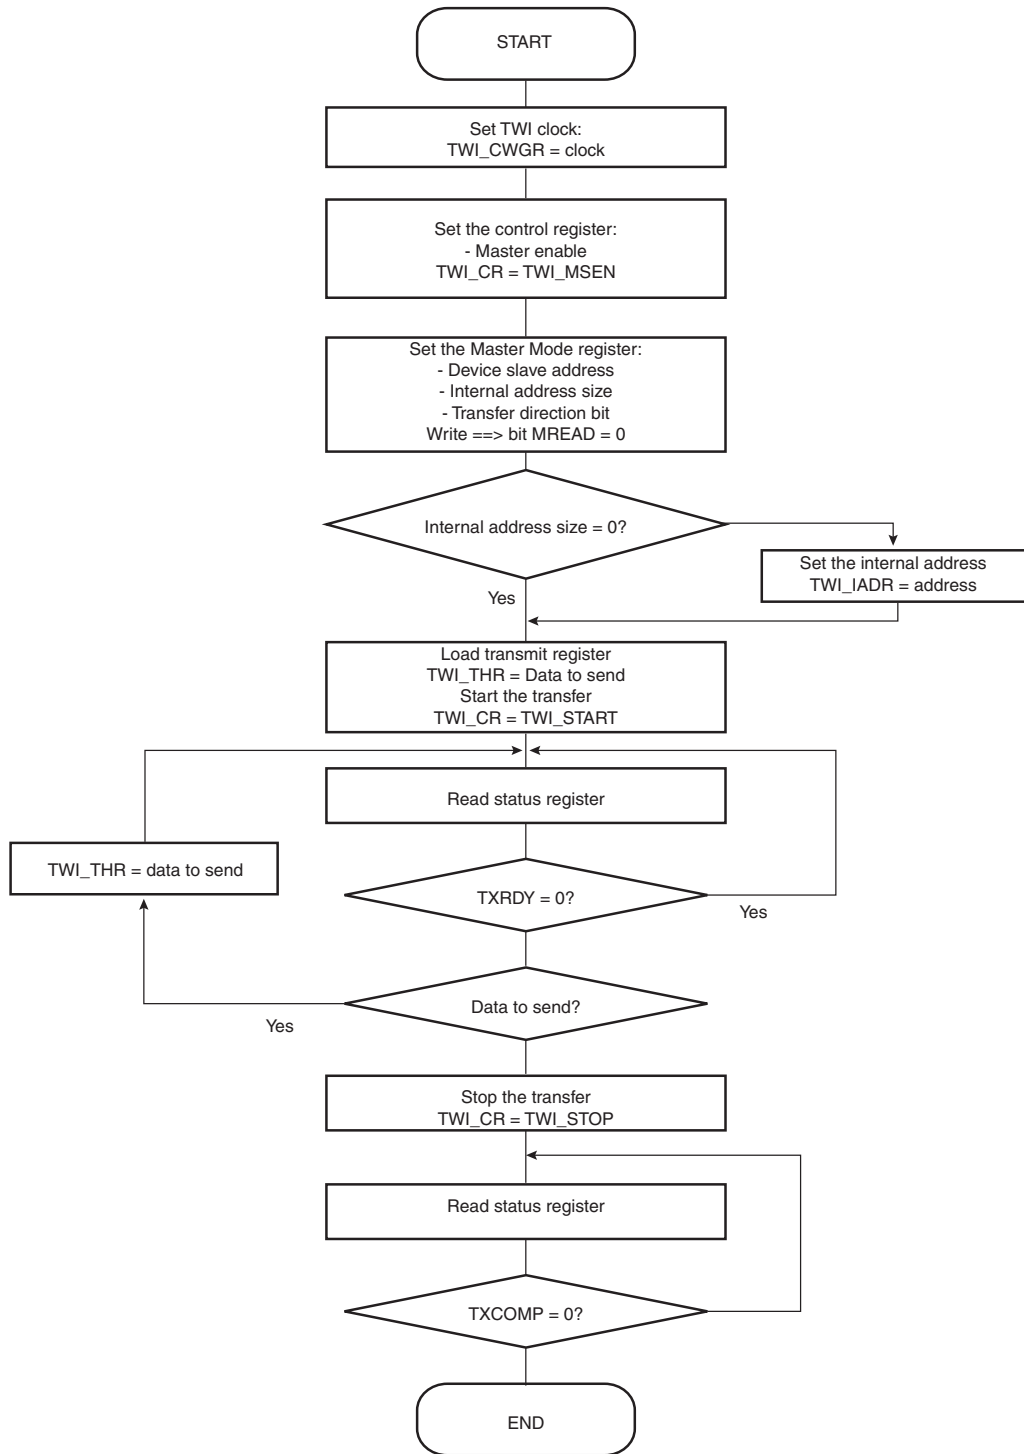 START
Set TWI clock:
TWI_CWGR = clock
Set the control register:
- Master enable
TWI_CR = TWI_MSEN
Set the Master Mode register:
- Device slave address
- Internal address size
- Transfer direction bit
Write ==> bit MREAD = 0
Internal address size = 0?
Set the internal address
TWI_IADR = address
Yes
Load transmit register
TWI_THR = Data to send
Start the transfer
TWI_CR = TWI_START
Read status register
TWI_THR = data to send
TXRDY = 0?
Yes
Data to send?
Yes
Stop the transfer
TWI_CR = TWI_STOP
Read status register
TXCOMP = 0?
END